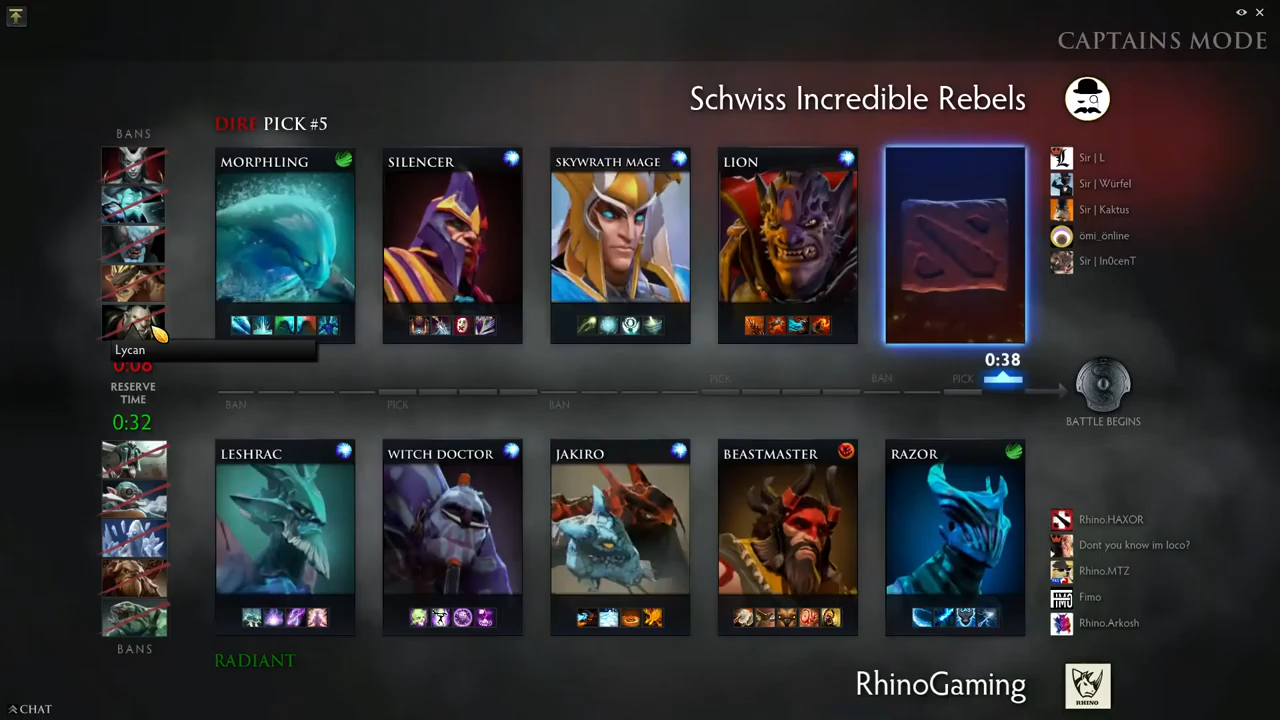 CAPTAINS MODE
Schwiss Incredible Rebels
DIRE PICK #5
BANS
MORPHLING
SILENCER
SKYWRATH MAGE
LION
Sir | L
Sir | Würfel
Sir | Kaktus
ömi_önline
Sir | In0cenT
Lycan
0:08
RESERVE
TIME
0:32
0:38
BAN
PICK
BAN
PICK
BAN
PICK
BATTLE BEGINS
LESHRAC
WITCH DOCTOR
JAKIRO
BEASTMASTER
RAZOR
Rhino.HAXOR
Dont you know im loco?
Rhino.MTZ
Fimo
Rhino.Arkosh
BANS
RADIANT
RhinoGaming
RHINO
CHAT